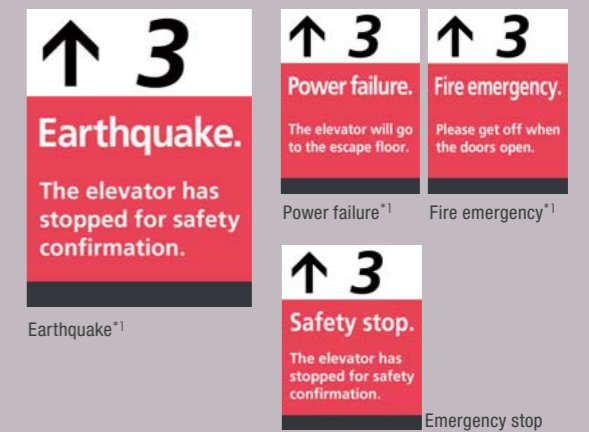 ↑ 3
Earthquake.
The elevator has
stopped for safety
confirmation.
Earthquake*1
↑ 3
Power failure.
The elevator will go
to the escape floor.
Power failure*1
↑ 3
Fire emergency.
Please get off when
the doors open.
Fire emergency*1
↑ 3
Safety stop.
The elevator has
stopped for safety
confirmation.
Emergency stop